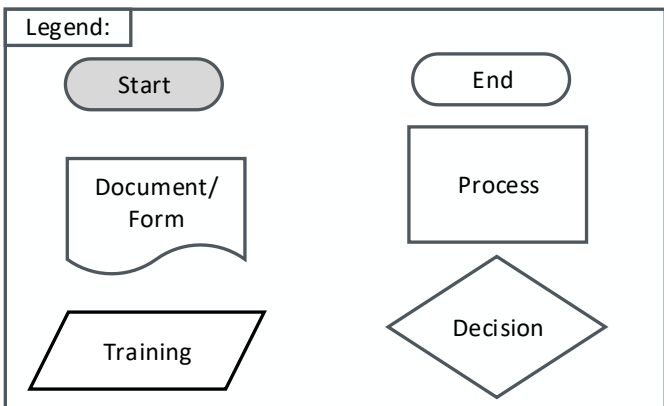 Legend:
Start
End
Document/
Form
Process
Training
Decision